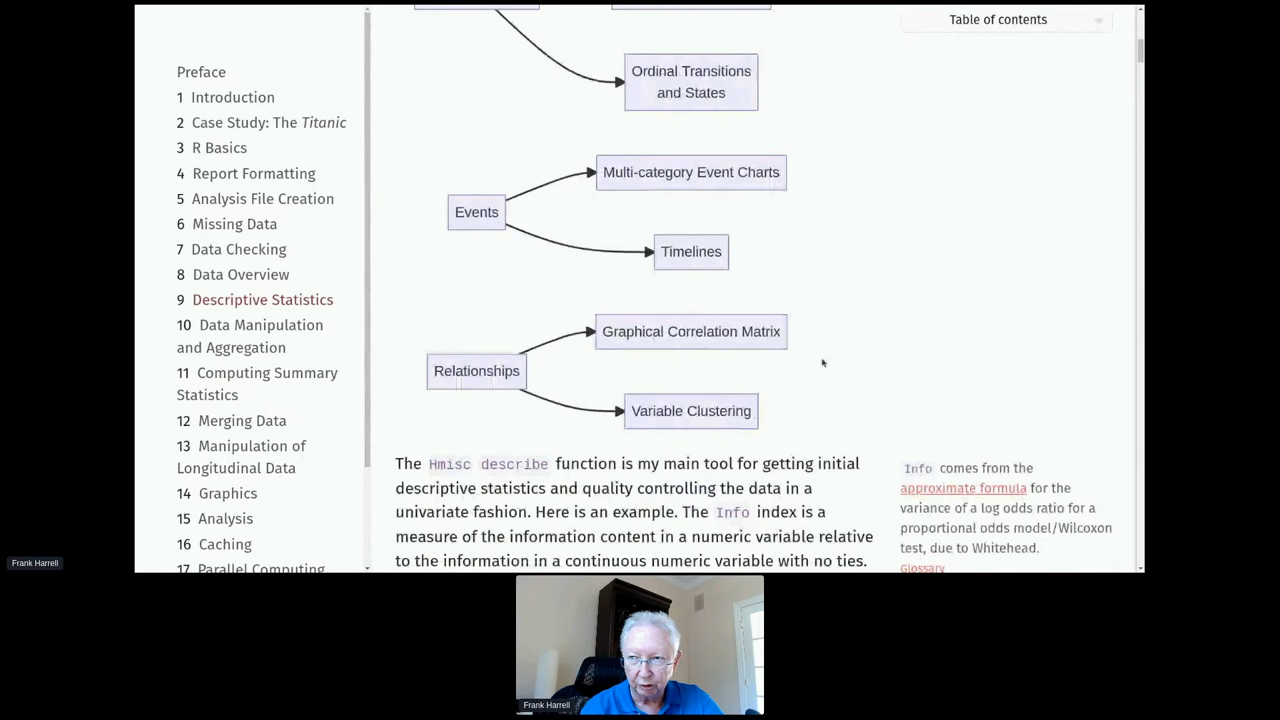 Preface
1 Introduction
2 Case Study: The Titanic
3 R Basics
4 Report Formatting
5 Analysis File Creation
6 Missing Data
7 Data Checking
8 Data Overview
9 Descriptive Statistics
10 Data Manipulation
and Aggregation
11 Computing Summary
Statistics
12 Merging Data
13 Manipulation of
Longitudinal Data
14 Graphics
15 Analysis
16 Caching
17 Parallel Computing
Ordinal Transitions
and States
Events
Multi-category Event Charts
Timelines
Relationships
Graphical Correlation Matrix
Variable Clustering
The Hmisc describe function is my main tool for getting initial
descriptive statistics and quality controlling the data in a
univariate fashion. Here is an example. The Info index is a
measure of the information content in a numeric variable relative
to the information in a continuous numeric variable with no ties.
Table of contents
Info comes from the
approximate formula for the
variance of a log odds ratio for a
proportional odds model/Wilcoxon
test, due to Whitehead.
Glossary
Frank Harrell
Frank Harrell